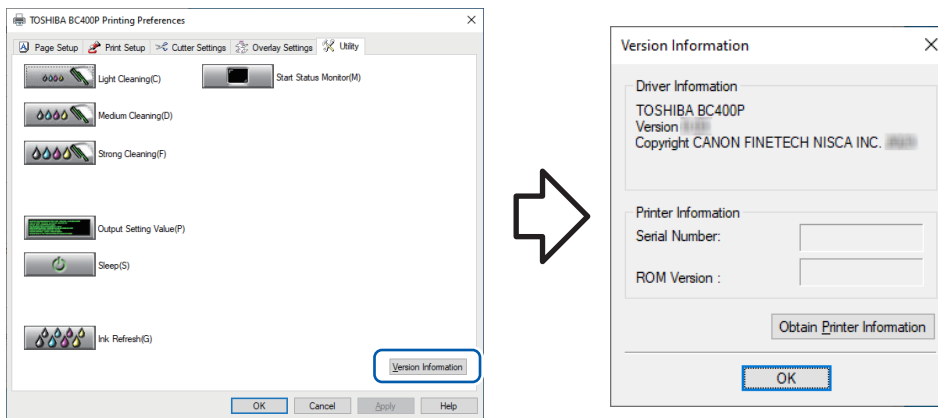 TOSHIBA BC400P Printing Preferences
Page Setup Print Setup Cutter Settings Overlay Settings Utility
Light Cleaning(C) Start Status Monitor(M)
Medium Cleaning(D)
Strong Cleaning(F)
Output Setting Value(P)
Sleep(S)
Ink Refresh(G)
Version Information
OK Cancel Apply Help
Version Information
Driver Information
TOSHIBA BC400P
Version
Copyright CANON FINETECH NISCA INC.
Printer Information
Serial Number:
ROM Version :
Obtain Printer Information
OK